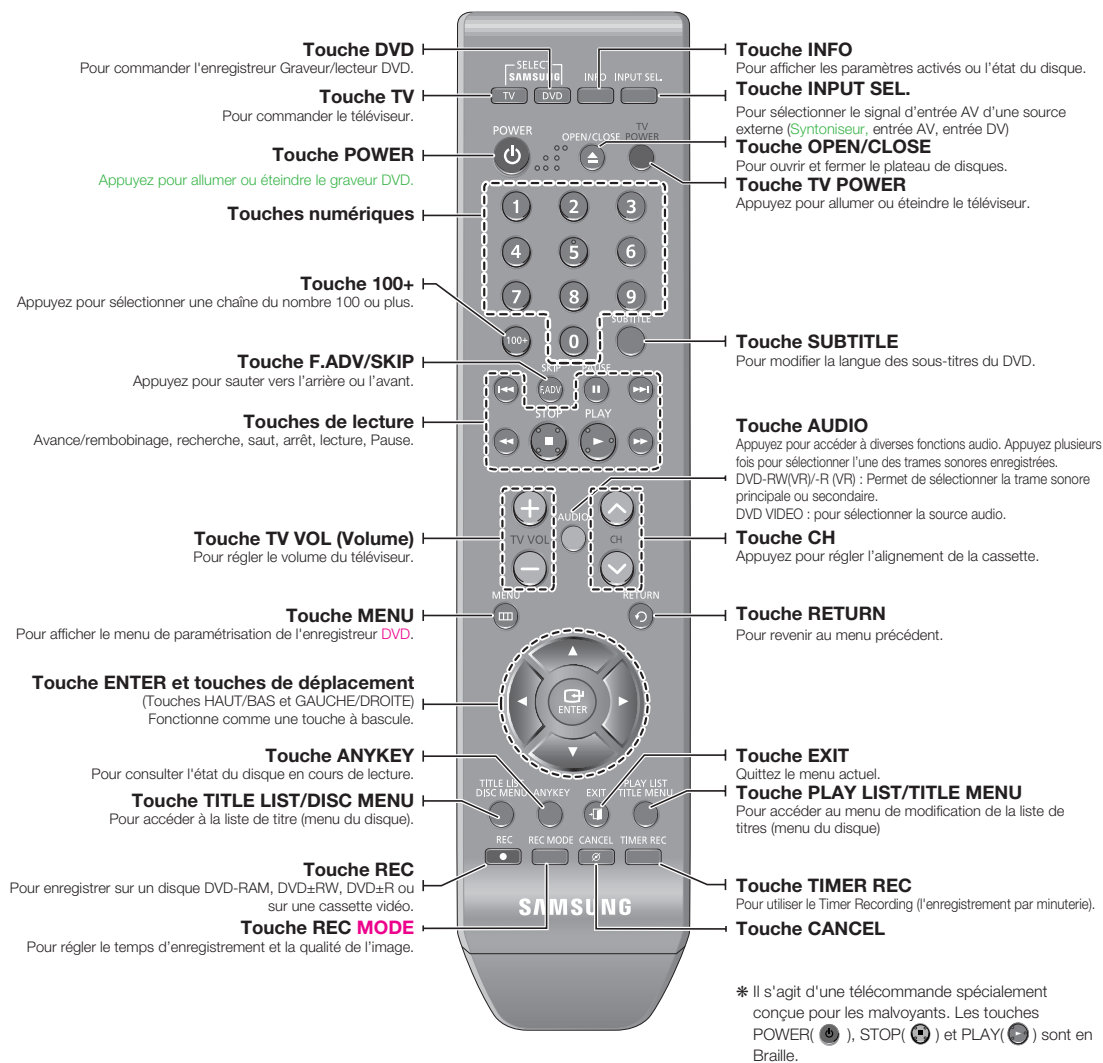 Touche DVD
Pour commander l'enregistreur Graveur/lecteur DVD.
Touche TV
Pour commander le téléviseur.
Touche POWER
Appuyez pour allumer ou éteindre le graveur DVD.
Touches numériques
Touche 100+
Appuyez pour sélectionner une chaîne du nombre 100 ou plus.
Touche F.ADV/SKIP
Appuyez pour sauter vers l'arrière ou l'avant.
Touches de lecture
Avance/rembobinage, recherche, saut, arrêt, lecture, Pause.
Touche TV VOL (Volume)
Pour régler le volume du téléviseur.
Touche MENU
Pour afficher le menu de paramétrisation de l'enregistreur DVD.
Touche ENTER et touches de déplacement
(Touches HAUT/BAS et GAUCHE/DROITE)
Fonctionne comme une touche à bascule.
Touche ANYKEY
Pour consulter l'état du disque en cours de lecture.
Touche TITLE LIST/DISC MENU
Pour accéder à la liste de titre (menu du disque).
Touche REC
Pour enregistrer sur un disque DVD-RAM, DVD±RW, DVD±R ou
sur une cassette vidéo.
Touche REC MODE
Pour régler le temps d'enregistrement et la qualité de l'image.
SELECT
SAMSUNG
TV DVD
INFO INPUT SEL.
POWER
OPEN/CLOSE
TV
POWER
1 2 3
4 5 6
7 8 9
SUBTITLE
100+ 0
SKIP PAUSE
F.ADV
STOP PLAY
AUDIO
TV VOL CH
MENU RETURN
ENTER
TITLE LIST
DISC MENU ANYKEY EXIT
PLAY LIST
TITLE MENU
REC REC MODE CANCEL TIMER REC
SAMSUNG
Touche INFO
Pour afficher les paramètres activés ou l'état du disque.
Touche INPUT SEL.
Pour sélectionner le signal d'entrée AV d'une source
externe (Syntoniseur, entrée AV, entrée DV)
Touche OPEN/CLOSE
Pour ouvrir et fermer le plateau de disques.
Touche TV POWER
Appuyez pour allumer ou éteindre le téléviseur.
Touche SUBTITLE
Pour modifier la langue des sous-titres du DVD.
Touche AUDIO
Appuyez pour accéder à diverses fonctions audio. Appuyez plusieurs
fois pour sélectionner l'une des trames sonores enregistrées.
DVD-RW(VR)/-R (VR) : Permet de sélectionner la trame sonore
principale ou secondaire.
DVD VIDEO : pour sélectionner la source audio.
Touche CH
Appuyez pour régler l'alignement de la cassette.
Touche RETURN
Pour revenir au menu précédent.
Touche EXIT
Quittez le menu actuel.
Touche PLAY LIST/TITLE MENU
Pour accéder au menu de modification de la liste de
titres (menu du disque)
Touche TIMER REC
Pour utiliser le Timer Recording (l'enregistrement par minuterie).
Touche CANCEL
❋ Il s'agit d'une télécommande spécialement
conçue pour les malvoyants. Les touches
POWER( ), STOP( ) et PLAY( ) sont en
Braille.